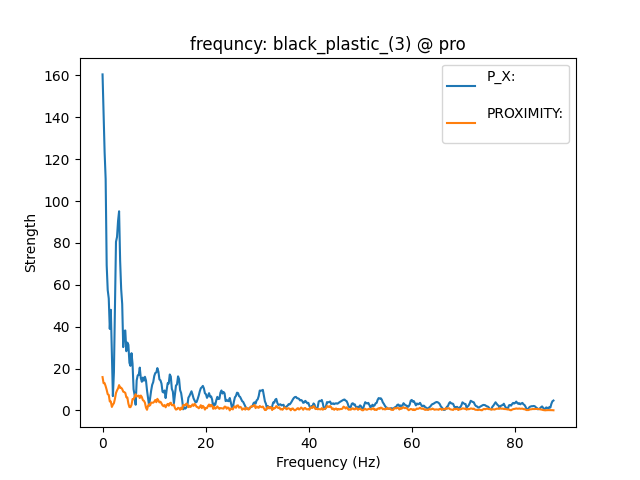 frequncy: black_plastic_(3) @ pro
160
140
120
100
80
60
40
20
0
Strength
P_X:
PROXIMITY:
0 20 40 60 80
Frequency (Hz)